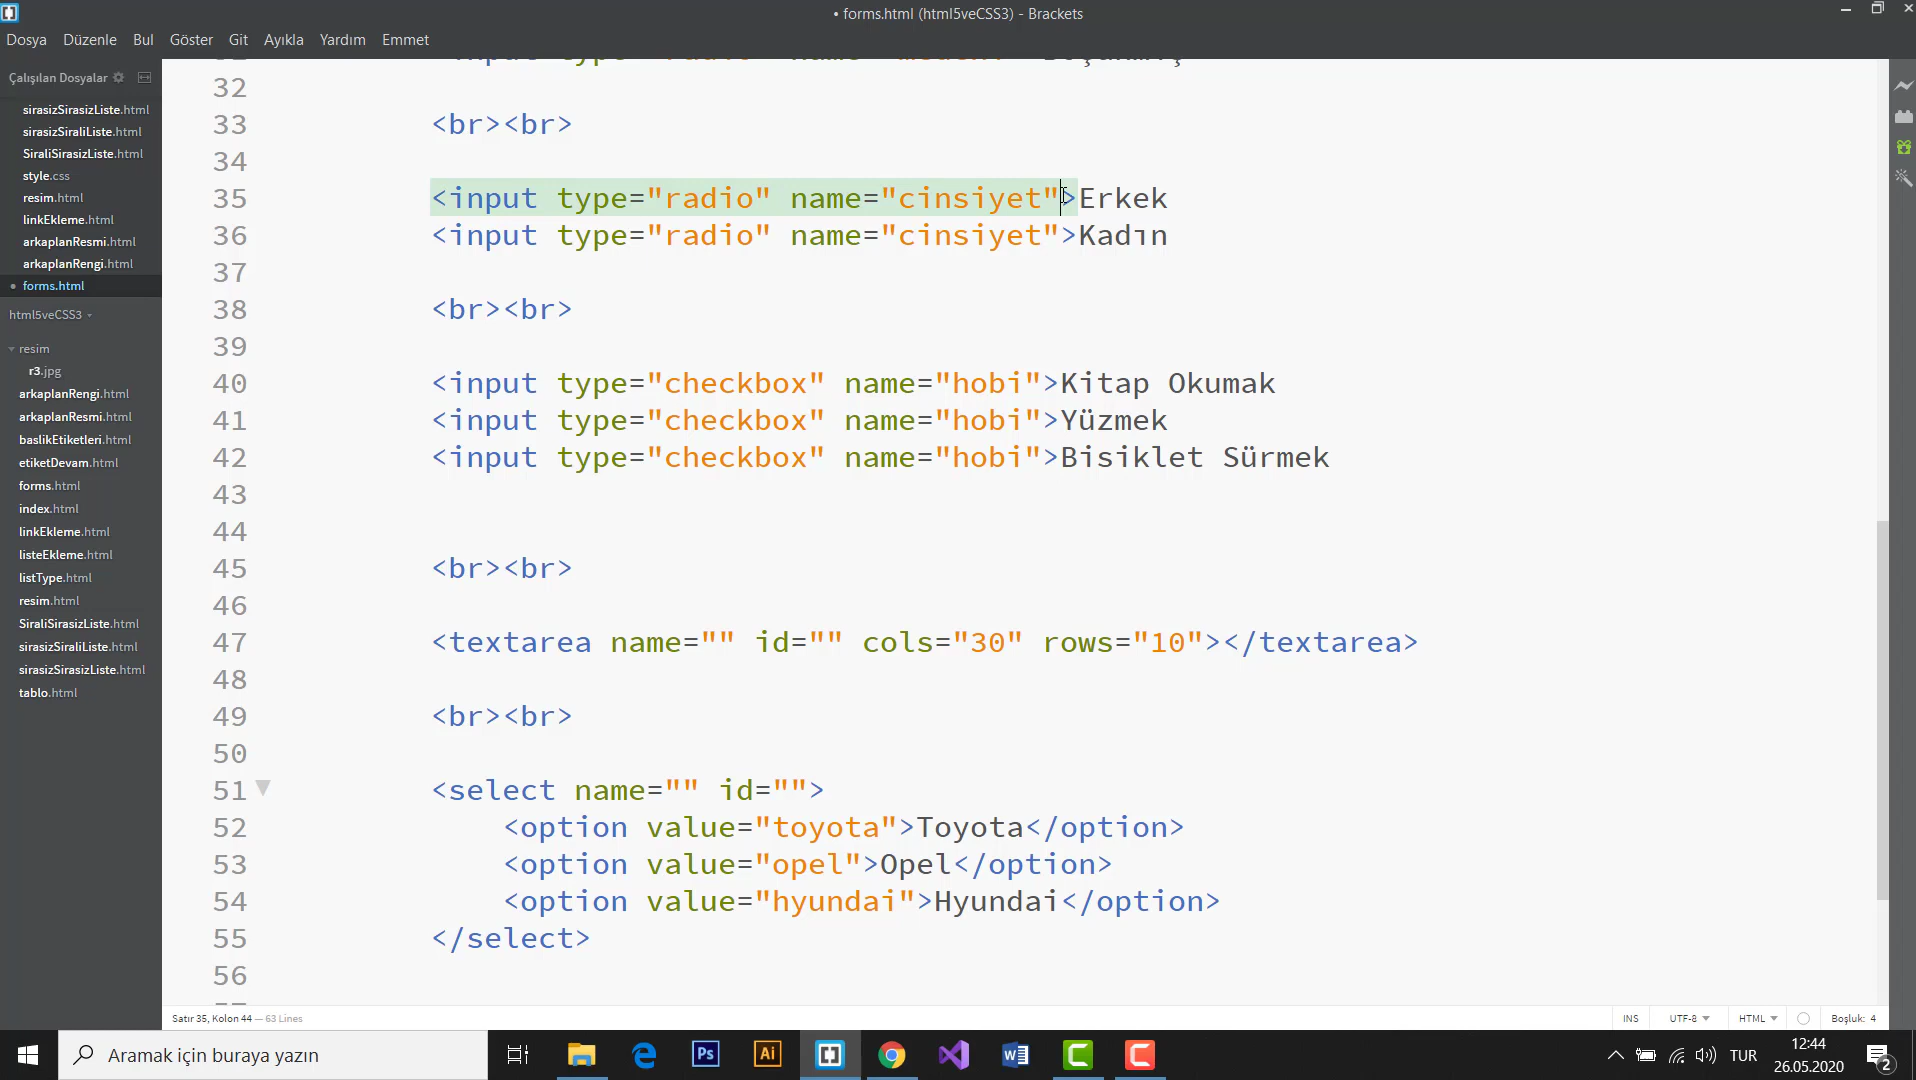 • forms.html (html5veCSS3) - Brackets
Dosya Düzenle Bul Göster Git Ayıkla Yardım Emmet
Çalışılan Dosyalar
sirasizSirasizListe.html
sirasizSiraliListe.html
SiraliSirasizListe.html
style.css
resim.html
linkEkleme.html
arkaplanResmi.html
arkaplanRengi.html
• forms.html
html5veCSS3
resim
r3.jpg
arkaplanRengi.html
arkaplanResmi.html
baslikEtiketleri.html
etiketDevam.html
forms.html
index.html
linkEkleme.html
listeEkleme.html
listType.html
resim.html
SiraliSirasizListe.html
sirasizSiraliListe.html
sirasizSirasizListe.html
tablo.html
32
33 <br><br>
34
35 <input type="radio" name="cinsiyet">Erkek
36 <input type="radio" name="cinsiyet">Kadın
37
38 <br><br>
39
40 <input type="checkbox" name="hobi">Kitap Okumak
41 <input type="checkbox" name="hobi">Yüzmek
42 <input type="checkbox" name="hobi">Bisiklet Sürmek
43
44
45 <br><br>
46
47 <textarea name="" id="" cols="30" rows="10"></textarea>
48
49 <br><br>
50
51 <select name="" id="">
52 <option value="toyota">Toyota</option>
53 <option value="opel">Opel</option>
54 <option value="hyundai">Hyundai</option>
55 </select>
56
Satır 35, Kolon 44 — 63 Lines
INS UTF-8 HTML Boşluk: 4
Aramak için buraya yazın
Ps Ai
TUR
12:44
26.05.2020
2